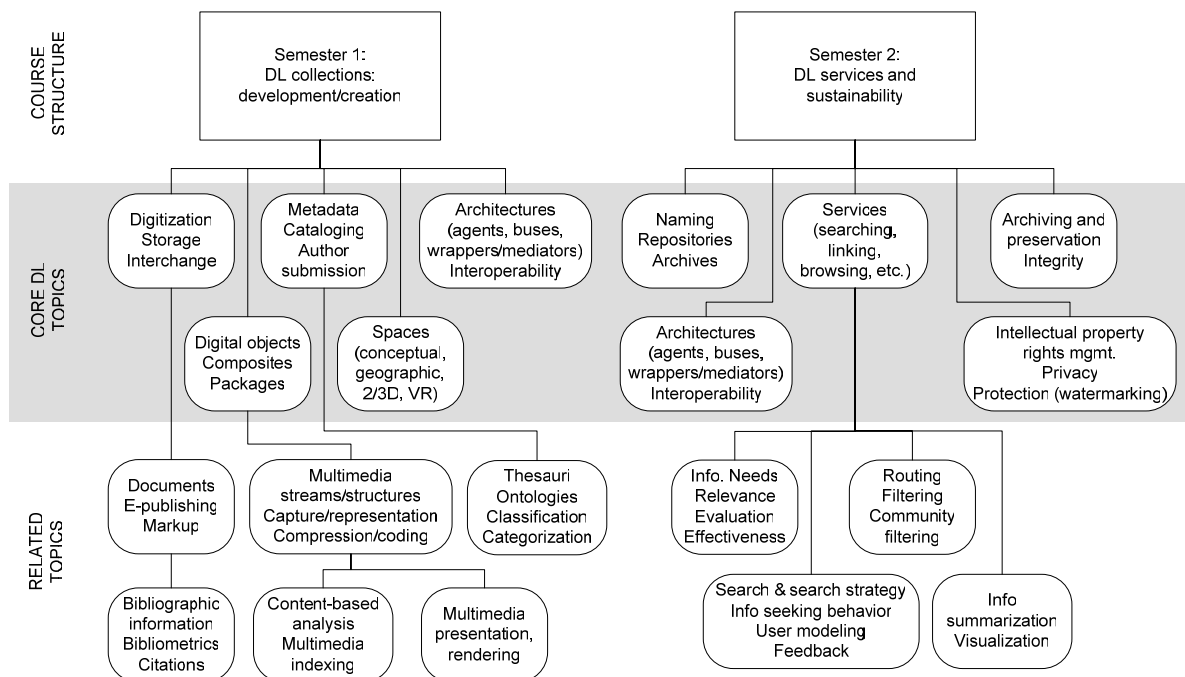 COURSE
STRUCTURE
Semester 1:
DL collections:
development/creation
Semester 2:
DL services and
sustainability
CORE DL
TOPICS
Digitization
Storage
Interchange
Metadata
Cataloging
Author
submission
Architectures
(agents, buses,
wrappers/mediators)
Interoperability
Naming
Repositories
Archives
Services
(searching,
linking,
browsing, etc.)
Archiving and
preservation
Integrity
Digital objects
Composites
Packages
Spaces
(conceptual,
geographic,
2/3D, VR)
Architectures
(agents, buses,
wrappers/mediators)
Interoperability
Intellectual property
rights mgmt.
Privacy
Protection (watermarking)
RELATED
TOPICS
Documents
E-publishing
Markup
Multimedia
streams/structures
Capture/representation
Compression/coding
Thesauri
Ontologies
Classification
Categorization
Info. Needs
Relevance
Evaluation
Effectiveness
Routing
Filtering
Community
filtering
Bibliographic
information
Bibliometrics
Citations
Content-based
analysis
Multimedia
indexing
Multimedia
presentation,
rendering
Search & search strategy
Info seeking behavior
User modeling
Feedback
Info
summarization
Visualization